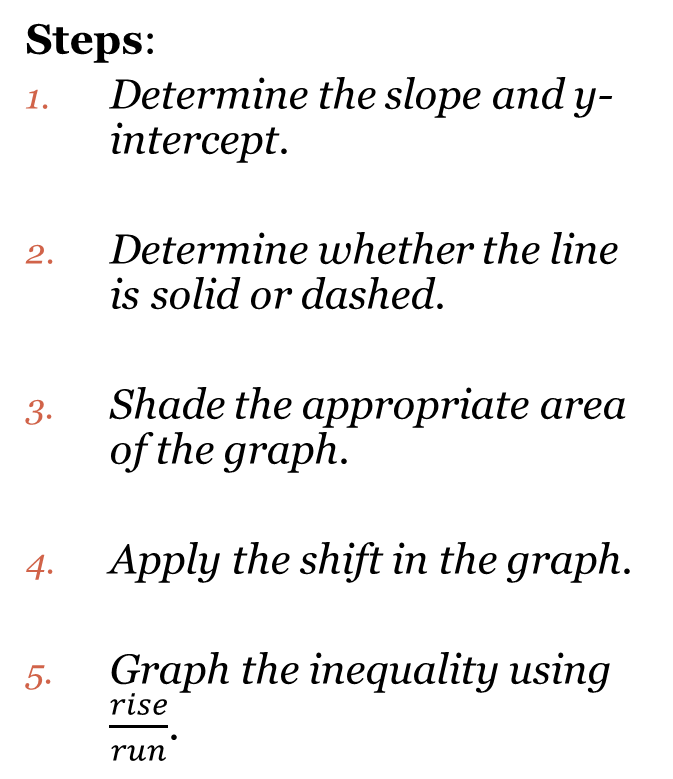 Steps:
1. Determine the slope and y-
intercept.
2. Determine whether the line
is solid or dashed.
3. Shade the appropriate area
of the graph.
4. Apply the shift in the graph.
5. Graph the inequality using
rise
run.